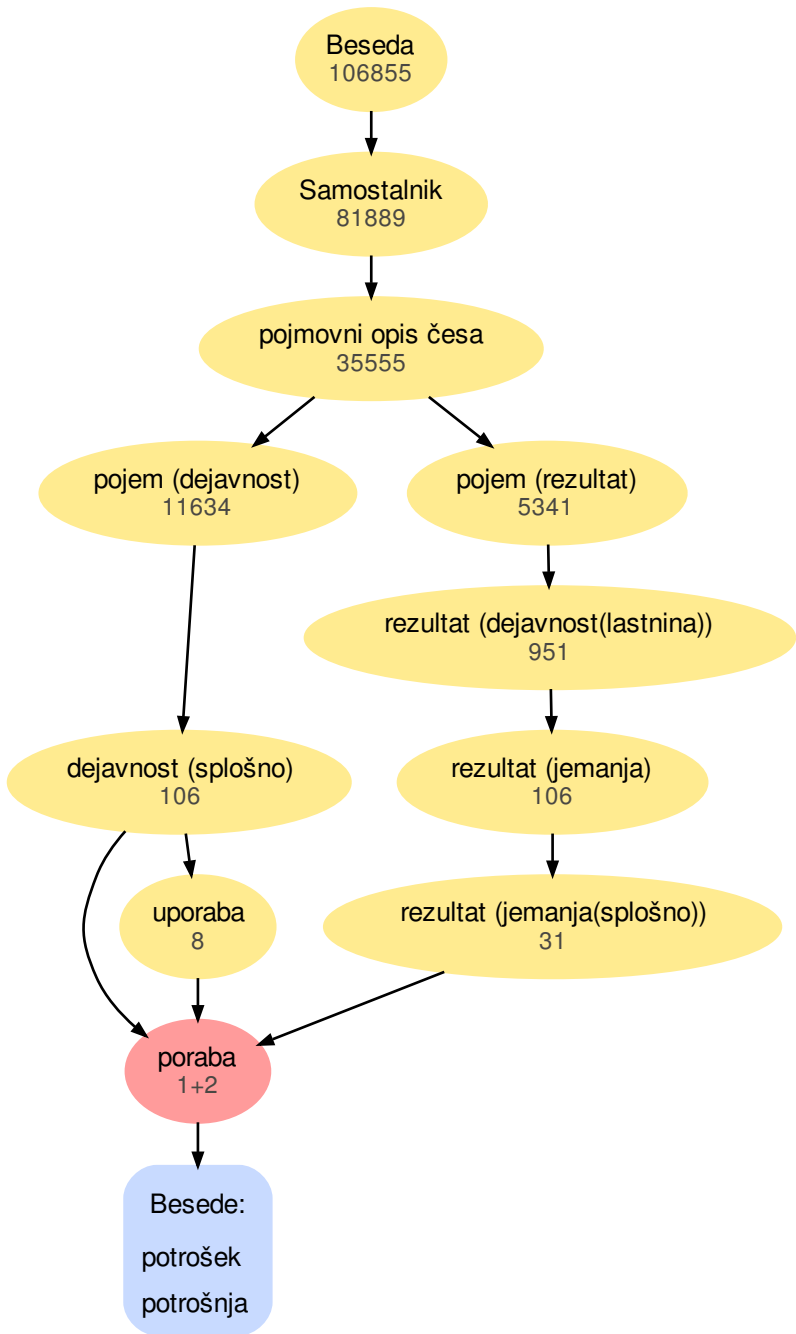 Beseda
106855
Samostalnik
81889
pojmovni opis česa
35555
pojem (dejavnost)
11634
pojem (rezultat)
5341
rezultat (dejavnost(lastnina))
951
dejavnost (splošno)
106
rezultat (jemanja)
106
uporaba
8
rezultat (jemanja(splošno))
31
poraba
1+2
Besede:
potrošek
potrošnja